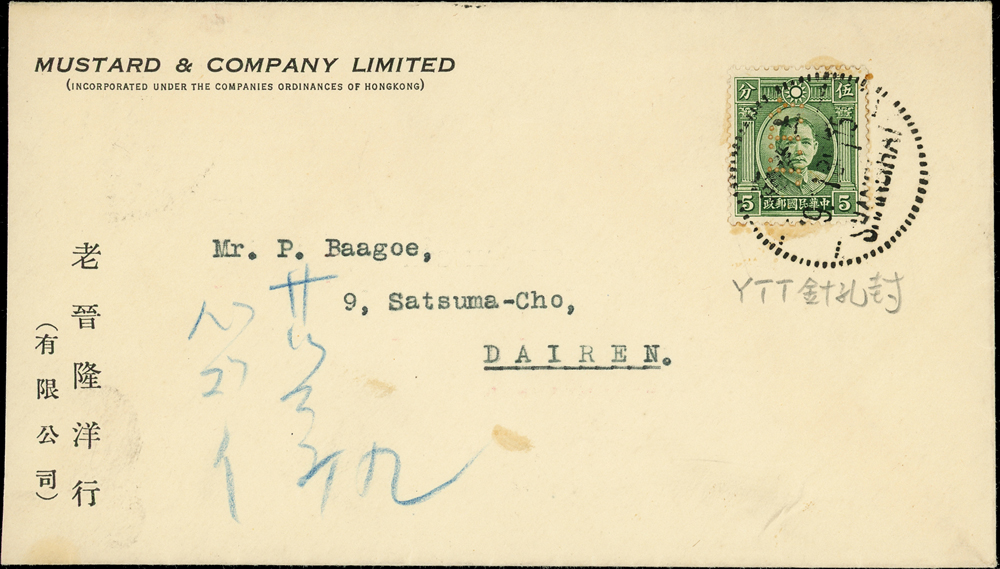 MUSTARD & COMPANY LIMITED
(INCORPORATED UNDER THE COMPANIES ORDINANCES OF HONGKONG)
分 伍
5 政郵國民華中 5
SHANGHAI
Mr. P. Baagoe,
9, Satsuma-Cho,
DAIREN.
YTT針孔封
老晉隆洋行
(有限公司)
九